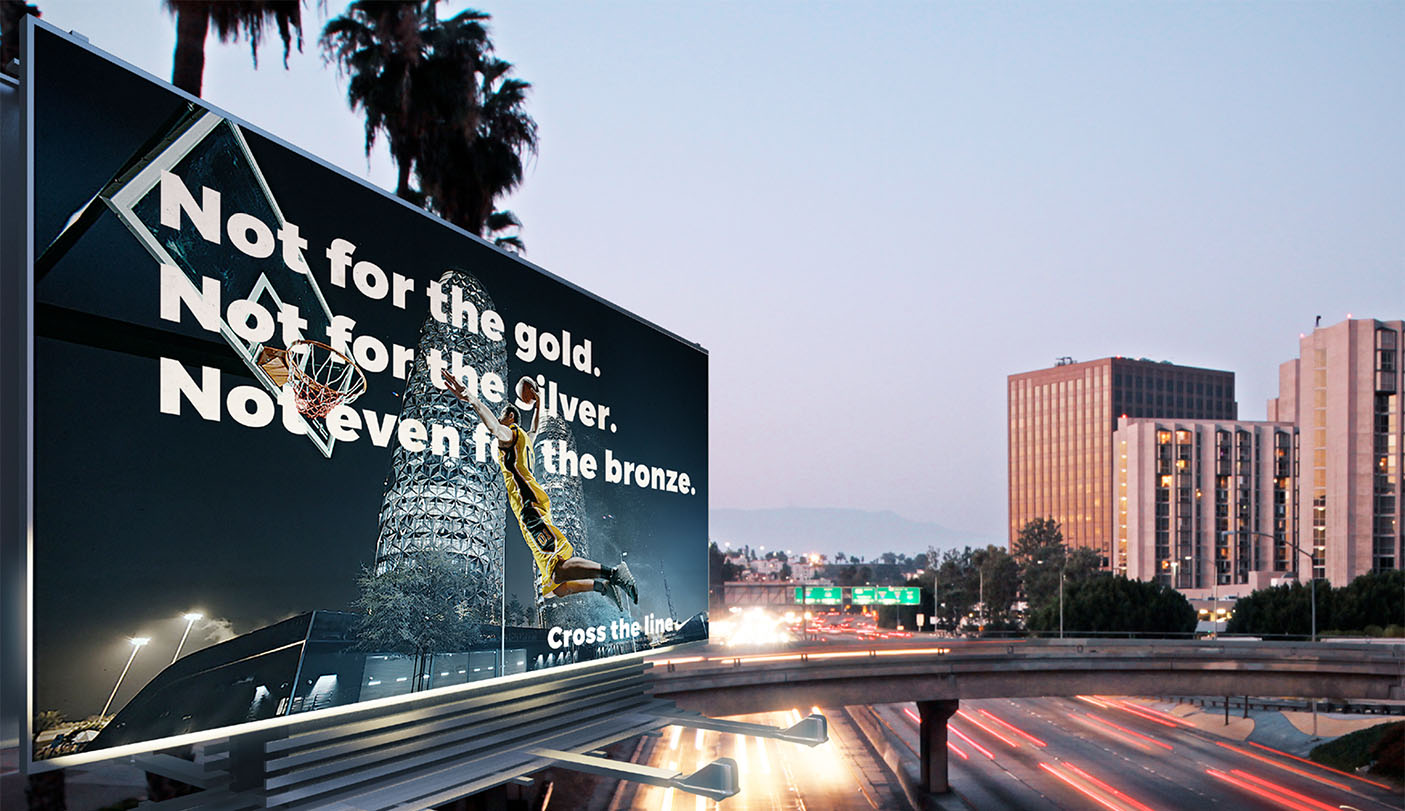 Not for the gold.
Not for the silver.
Not even for the bronze.
Cross the line.